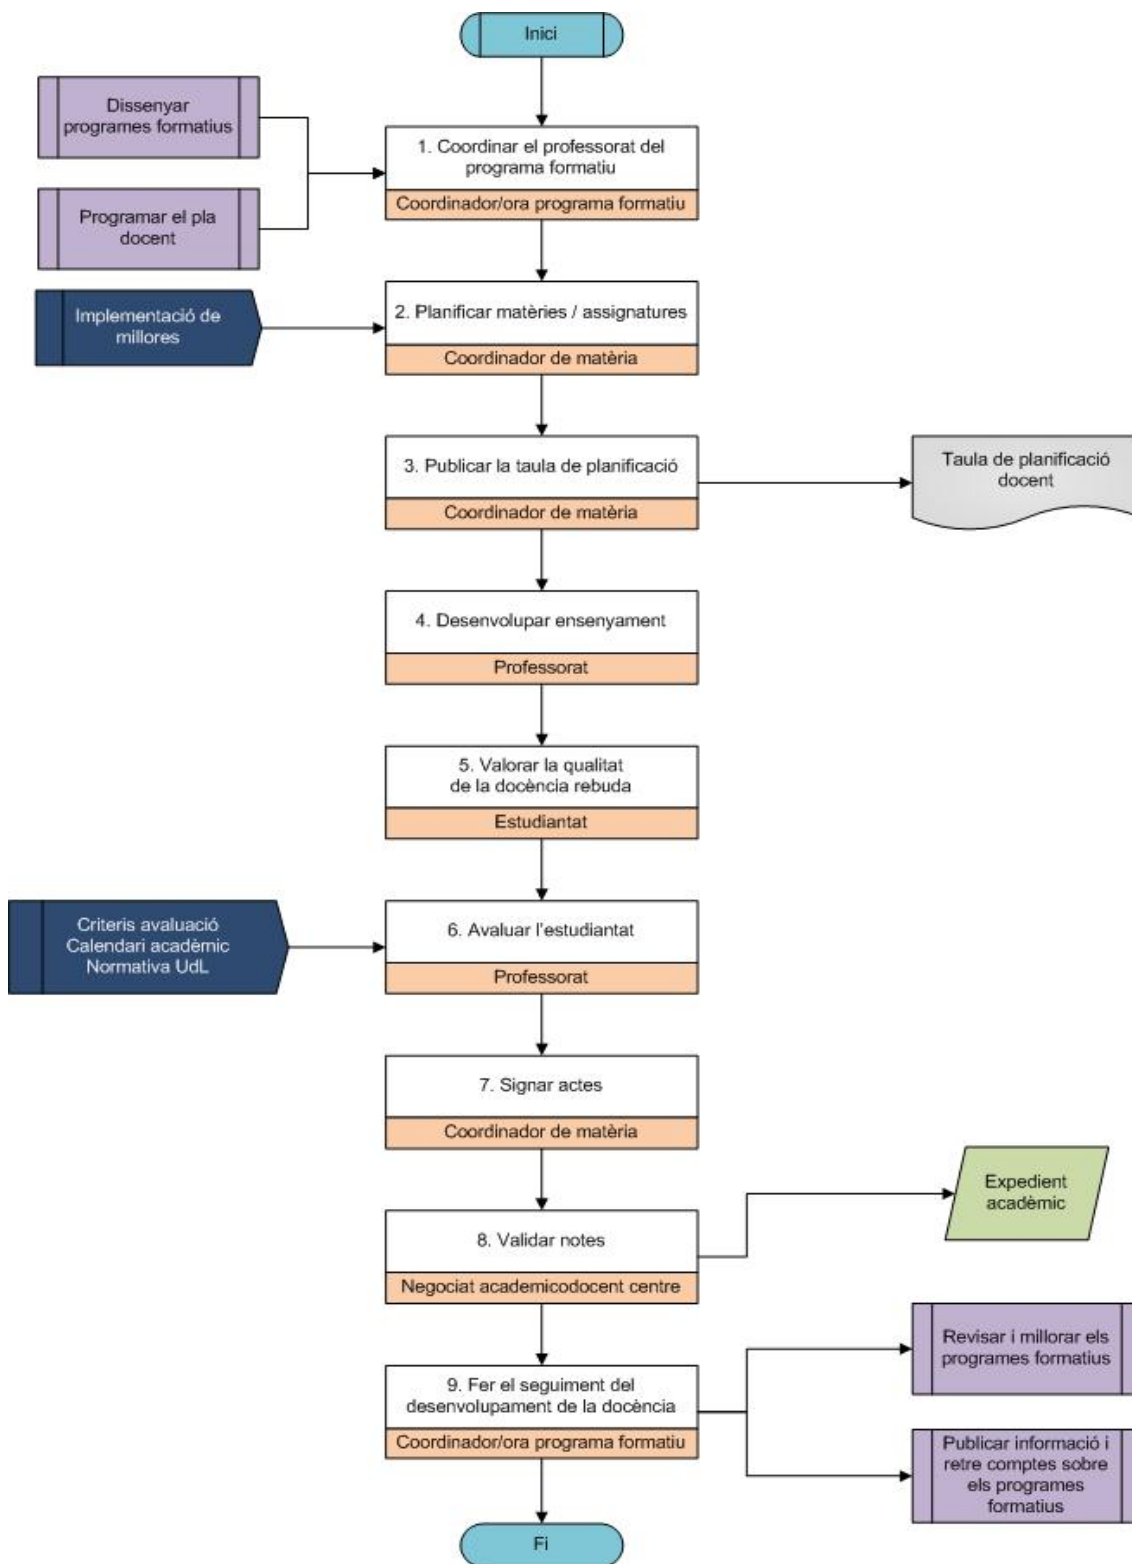 Inici
Dissenyar
programes formatius
Programar el pla
docent
1. Coordinar el professorat del
programa formatiu
Coordinador/ora programa formatiu
Implementació de
millores
2. Planificar matèries / assignatures
Coordinador de matèria
3. Publicar la taula de planificació
Coordinador de matèria
Taula de planificació
docent
4. Desenvolupar ensenyament
Professorat
5. Valorar la qualitat
de la docència rebuda
Estudiantat
Criteris avaluació
Calendari acadèmic
Normativa UdL
6. Avaluar l'estudiantat
Professorat
7. Signar actes
Coordinador de matèria
8. Validar notes
Negociat academicodocent centre
Expedient
acadèmic
9. Fer el seguiment del
desenvolupament de la docència
Coordinador/ora programa formatiu
Revisar i millorar els
programes formatius
Publicar informació i
retre comptes sobre
els programes
formatius
Fi